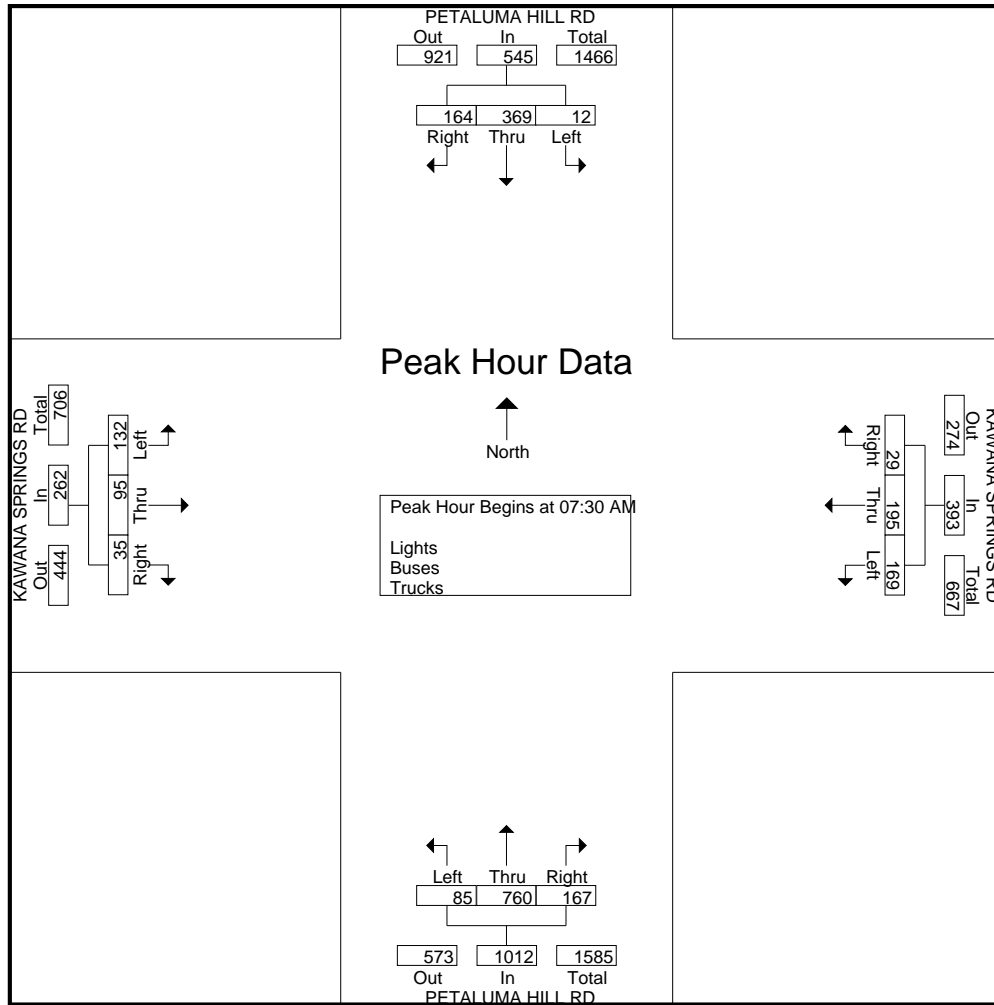 PETALUMA HILL RD
Out In Total
921 545 1466
164 369 12
Right Thru Left
Peak Hour Data
North
Peak Hour Begins at 07:30 AM
Lights
Buses
Trucks
KAWANA SPRINGS RD
Out In Total
444 262 706
132 95 35
Left Thru Right
KAWANA SPRINGS RD
Out In Total
274 393 667
29 195 169
Right Thru Left
Left Thru Right
85 760 167
573 1012 1585
Out In Total
PETALUMA HILL RD